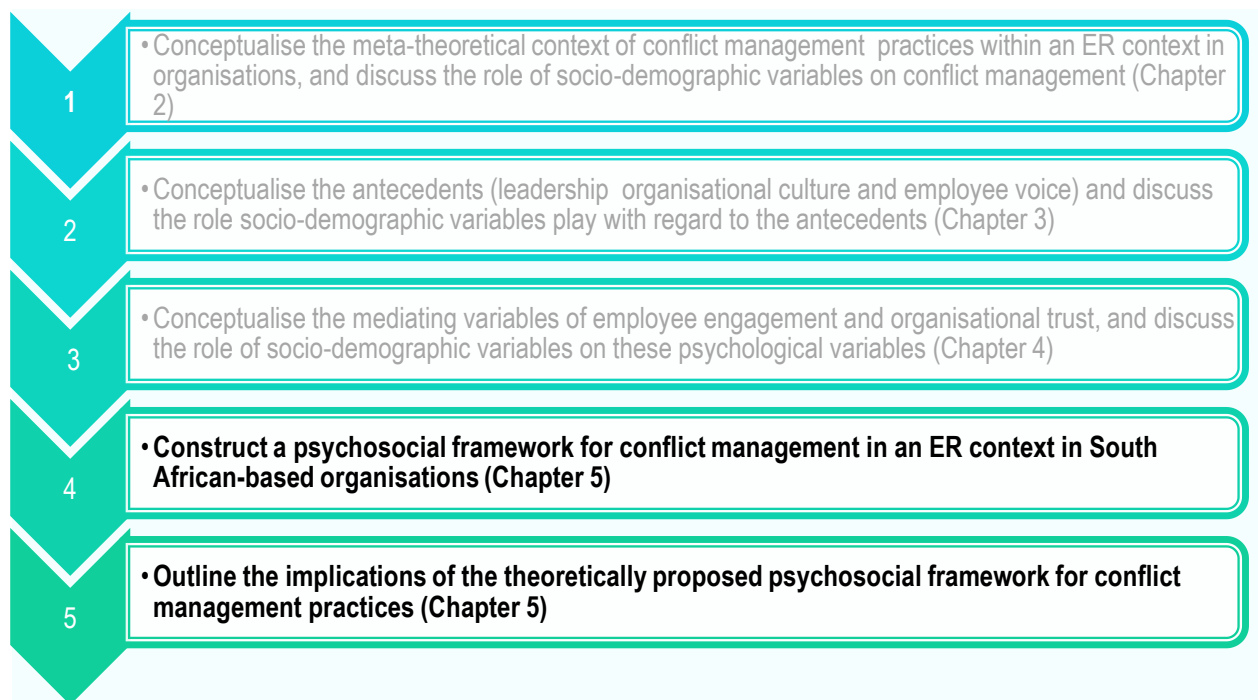 • Conceptualise the meta-theoretical context of conflict management practices within an ER context in
organisations, and discuss the role of socio-demographic variables on conflict management (Chapter
2)
1
• Conceptualise the antecedents (leadership organisational culture and employee voice) and discuss
the role socio-demographic variables play with regard to the antecedents (Chapter 3)
2
• Conceptualise the mediating variables of employee engagement and organisational trust, and discuss
the role of socio-demographic variables on these psychological variables (Chapter 4)
3
• Construct a psychosocial framework for conflict management in an ER context in South
African-based organisations (Chapter 5)
4
• Outline the implications of the theoretically proposed psychosocial framework for conflict
management practices (Chapter 5)
5